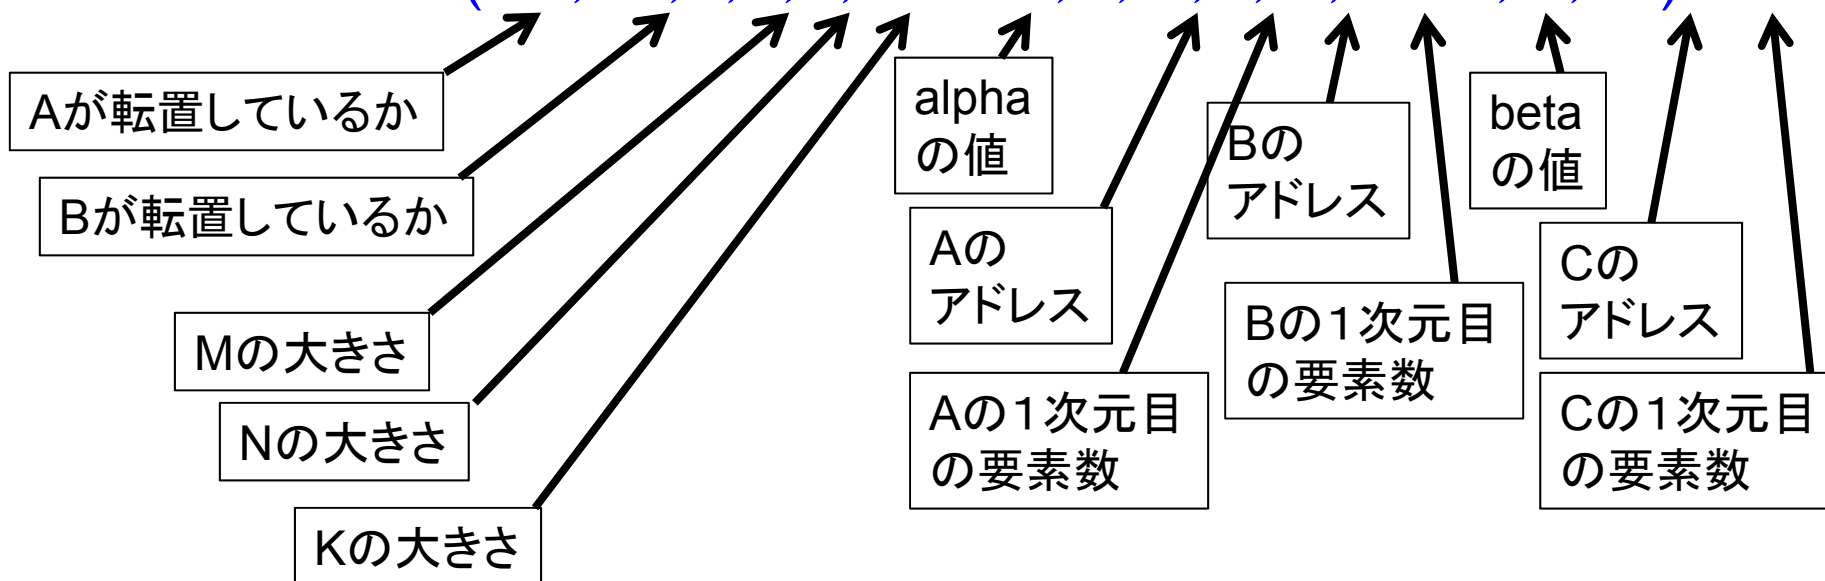 Aが転置しているか
Bが転置しているか
Mの大きさ
Nの大きさ
Kの大きさ
alpha
の値
Aの
アドレス
Aの１次元目
の要素数
Bの
アドレス
Bの１次元目
の要素数
beta
の値
Cの
アドレス
Cの１次元目
の要素数